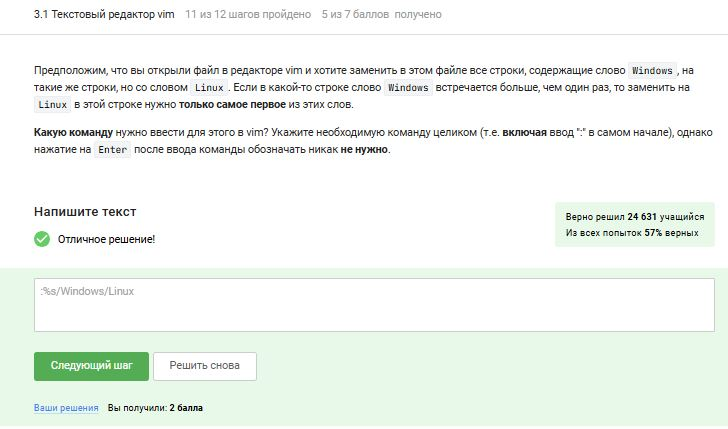 3.1 Текстовый редактор vim 11 из 12 шагов пройдено 5 из 7 баллов получено
Предположим, что вы открыли файл в редакторе vim и хотите заменить в этом файле все строки, содержащие слово Windows, на
такие же строки, но со словом Linux. Если в какой-то строке слово Windows встречается больше, чем один раз, то заменить на
Linux в этой строке нужно только самое первое из этих слов.
Какую команду нужно ввести для этого в vim? Укажите необходимую команду целиком (т.е. включая ввод ":" в самом начале), однако
нажатие на Enter после ввода команды обозначать никак не нужно.
Напишите текст
Верно решил 24 631 учащийся
Из всех попыток 57% верных
Отличное решение!
:%s/Windows/Linux
Следующий шаг Решить снова
Ваши решения Вы получили: 2 балла